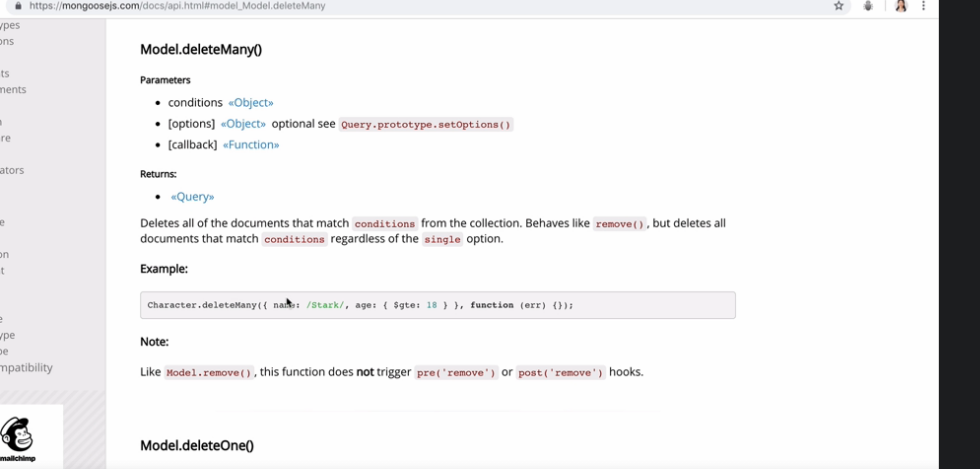 https://mongoosejs.com/docs/api.html#model_Model.deleteMany
ypes
ons
ts
ments
n
re
ators
e
on
t
e
ype
pe
mpatibility
mailchimp
Model.deleteMany()
Parameters
• conditions «Object»
• [options] «Object» optional see Query.prototype.setOptions()
• [callback] «Function»
Returns:
• «Query»
Deletes all of the documents that match conditions from the collection. Behaves like remove(), but deletes all
documents that match conditions regardless of the single option.
Example:
Character.deleteMany({ name: /Stark/, age: { $gte: 18 } }, function (err) {});
Note:
Like Model.remove(), this function does not trigger pre('remove') or post('remove') hooks.
Model.deleteOne()